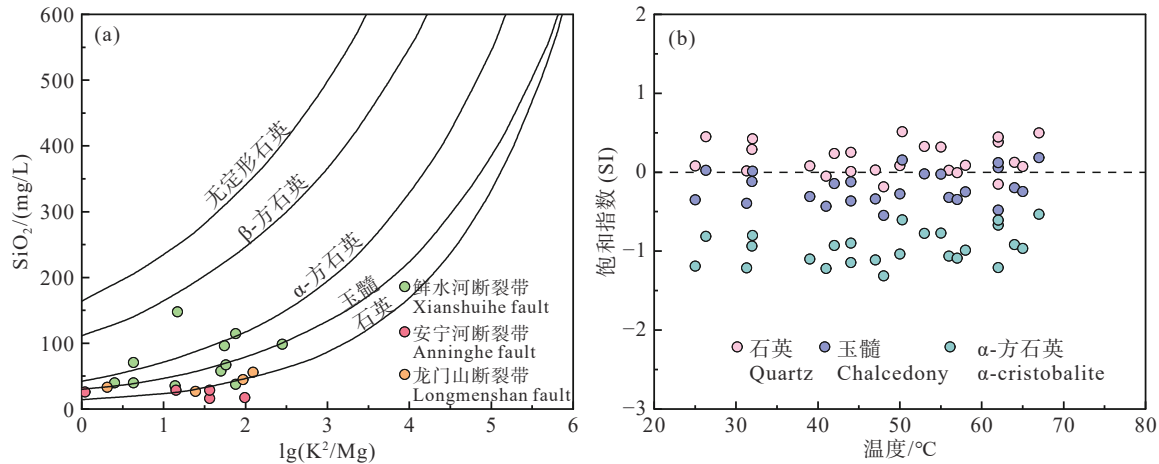 (a)
SiO₂/(mg/L)
600
500
400
300
200
100
0
无定形石英
β-方石英
α-方石英
玉髓
石英
鲜水河断裂带
Xianshuihe fault
安宁河断裂带
Anninghe fault
龙门山断裂带
Longmenshan fault
0 1 2 3 4 5 6
lg(K²/Mg)
(b)
饱和指数 (SI)
2
1
0
−1
−2
−3
石英
Quartz
玉髓
Chalcedony
α-方石英
α-cristobalite
20 30 40 50 60 70 80
温度/°C